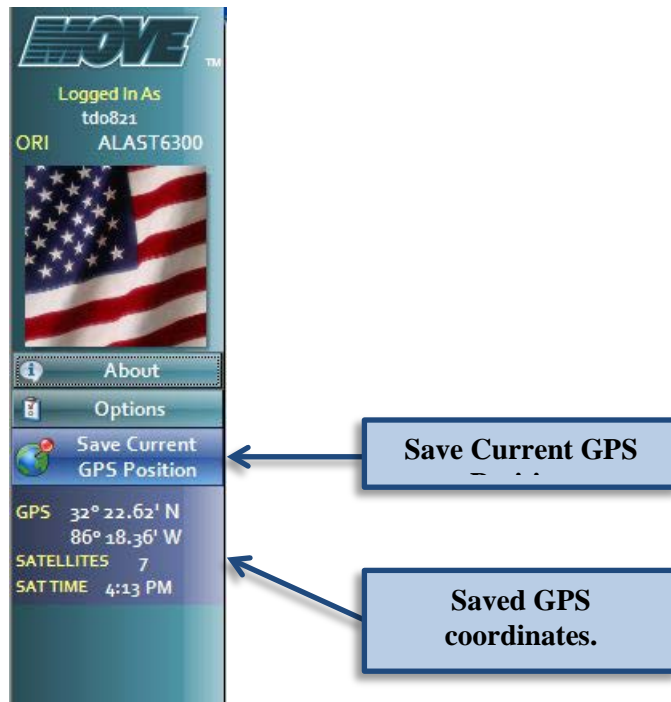 MOVE
TM
Logged In As
tdo821
ORI ALAST6300
About
Options
Save Current
GPS Position
GPS 32° 22.62' N
86° 18.36' W
SATELLITES 7
SAT TIME 4:13 PM
Save Current GPS
Saved GPS
coordinates.